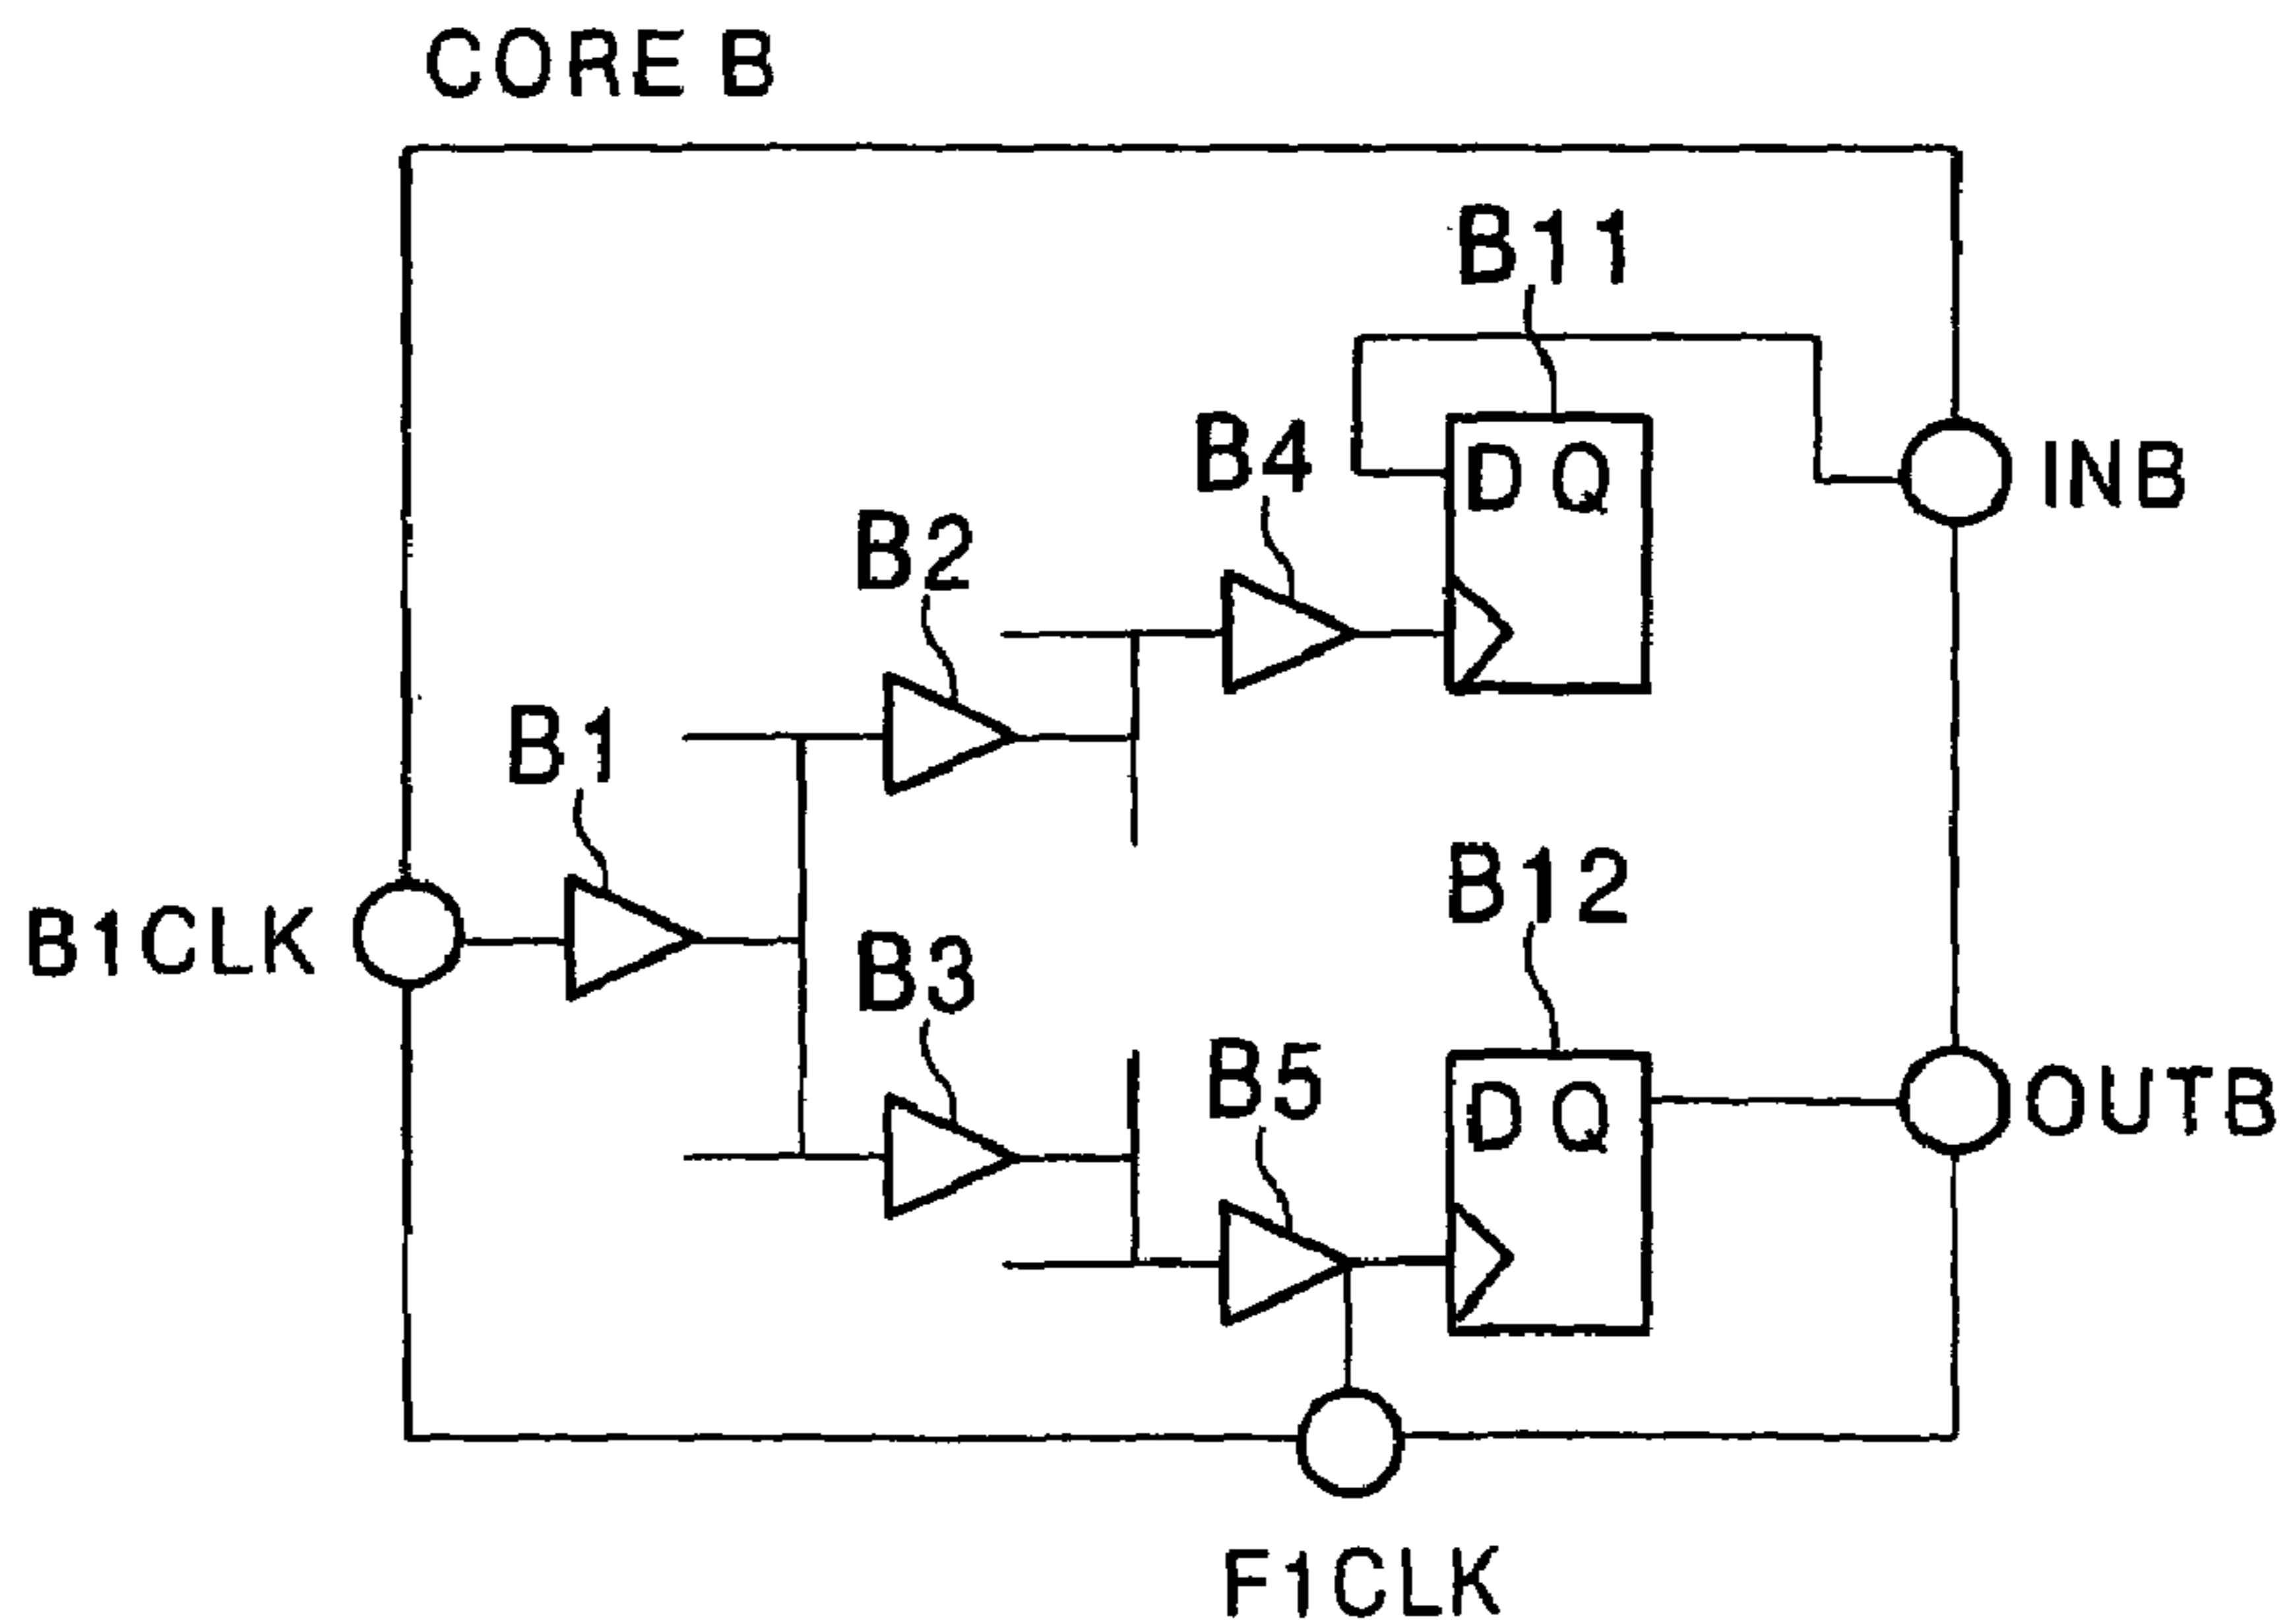 CORE B
B11
B4
D Q
INB
B2
B1
B12
B1CLK
B3
B5
D Q
OUTB
F1CLK